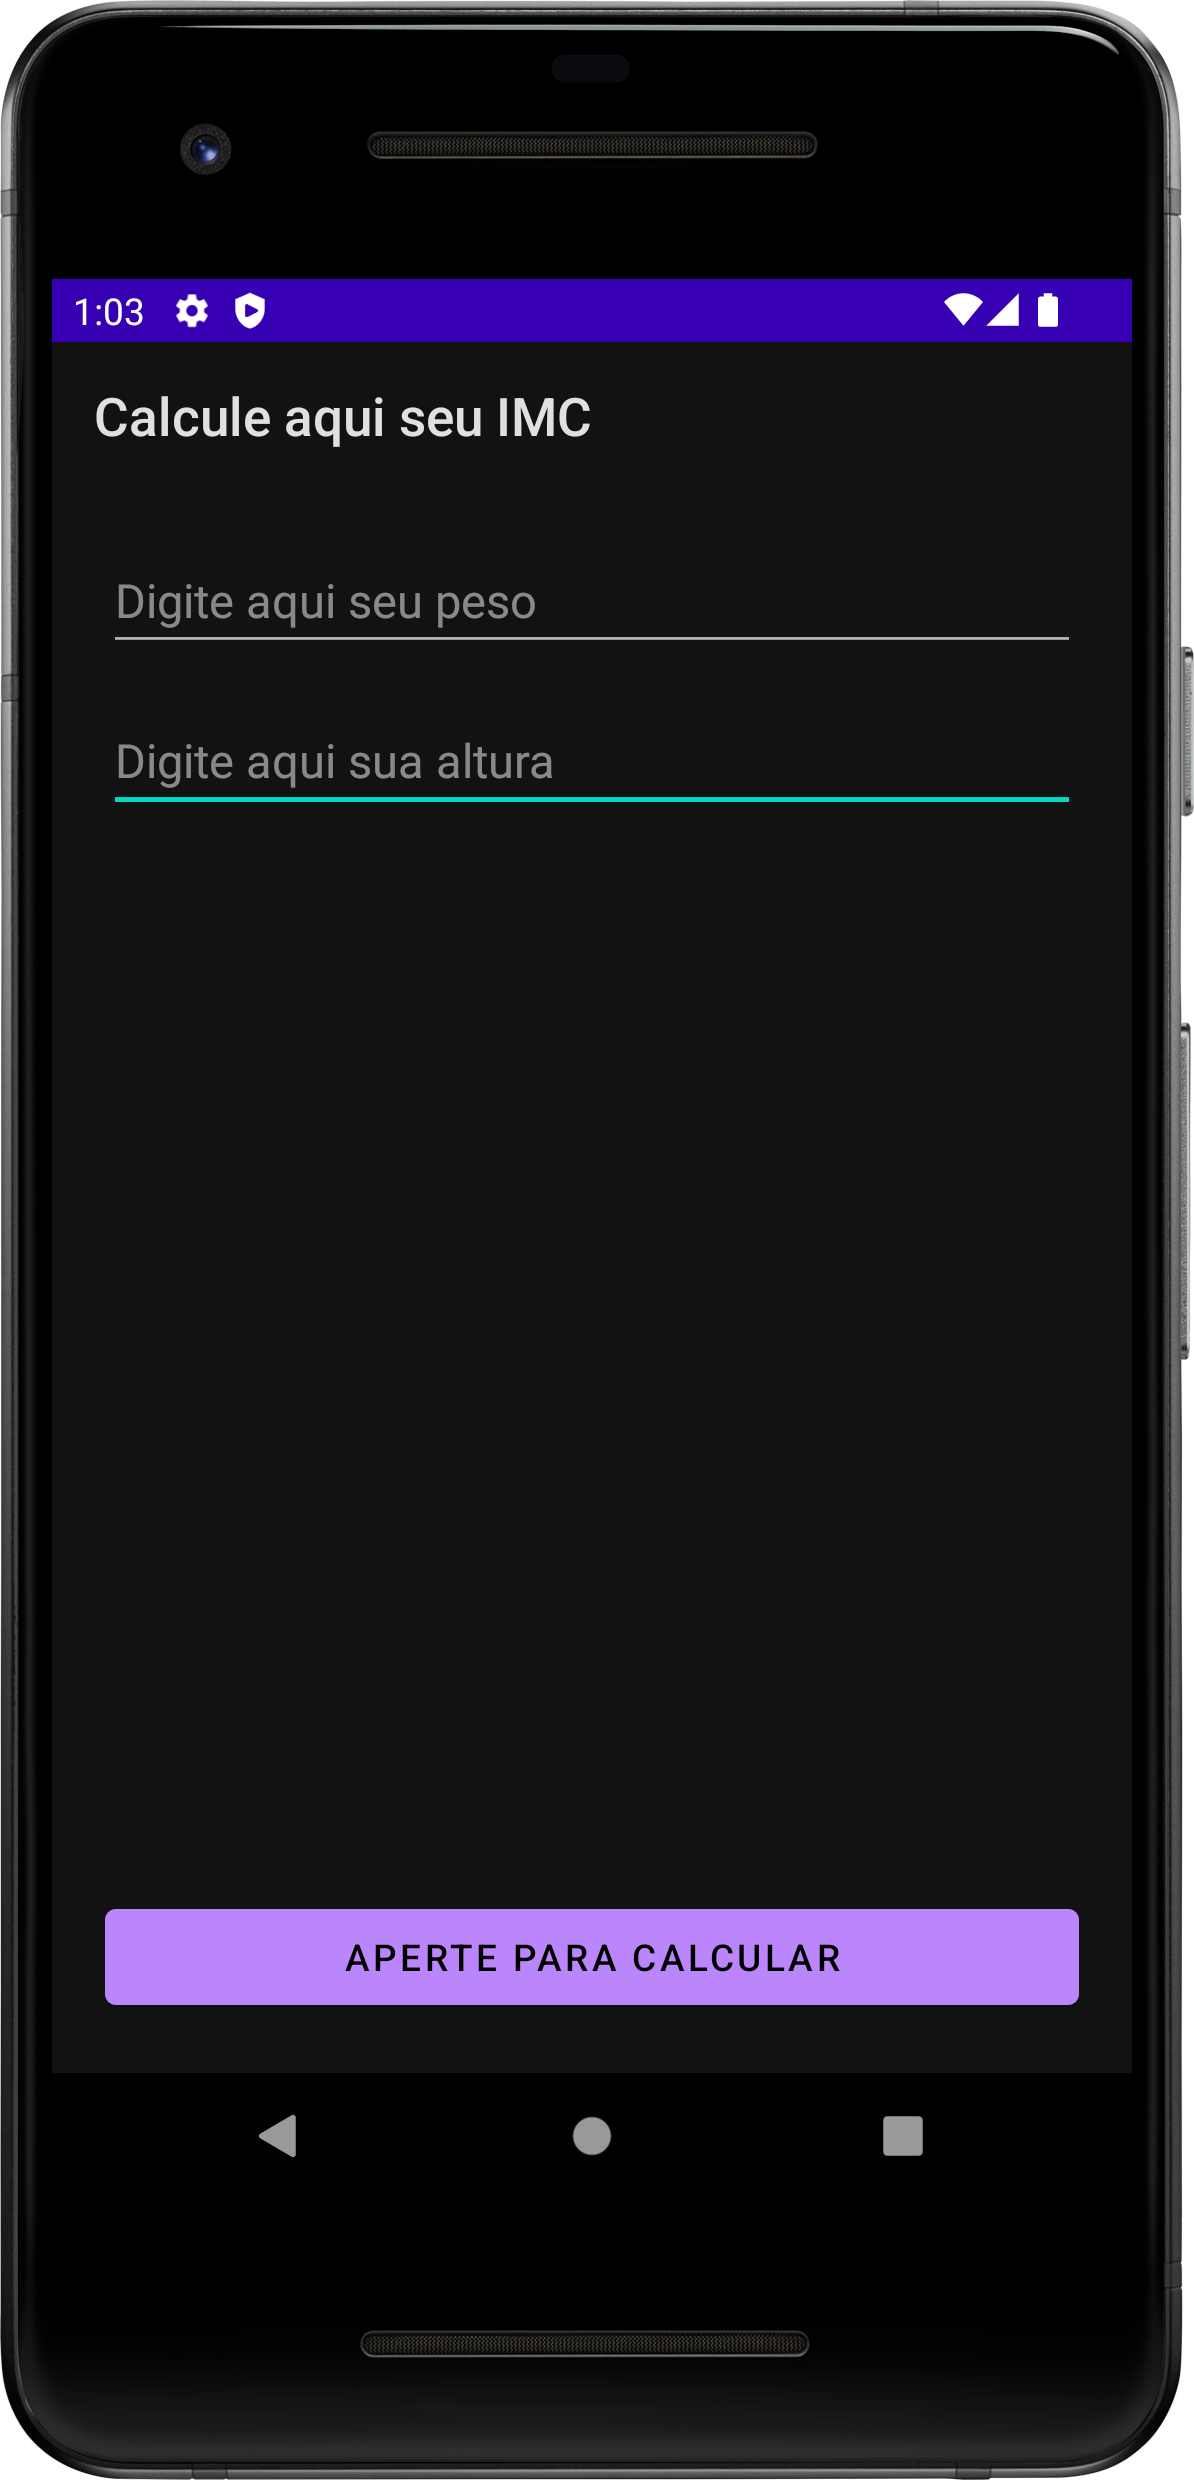 1:03
Calcule aqui seu IMC
Digite aqui seu peso
Digite aqui sua altura
APERTE PARA CALCULAR